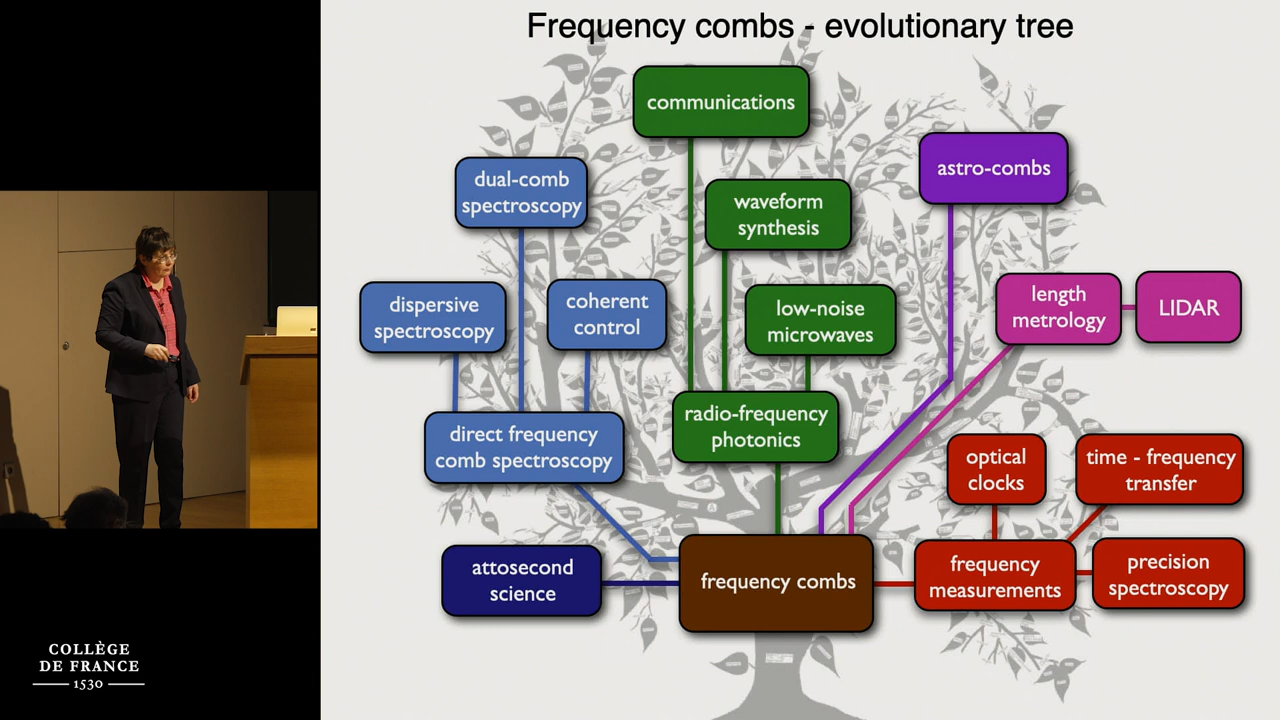 Frequency combs - evolutionary tree
communications
astro-combs
dual-comb
spectroscopy
waveform
synthesis
dispersive
spectroscopy
coherent
control
low-noise
microwaves
length
metrology
LIDAR
direct frequency
comb spectroscopy
radio-frequency
photonics
optical
clocks
time - frequency
transfer
attosecond
science
frequency combs
frequency
measurements
precision
spectroscopy
COLLÈGE
DE FRANCE
1530